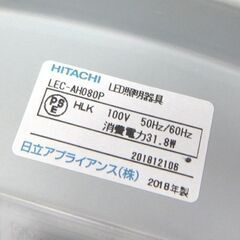 HITACHI LED照明器具
LEC-AH080P
PSE HLK 100V 50Hz/60Hz
消費電力31.8W
201812106
日立アプライアンス(株) 2018年製